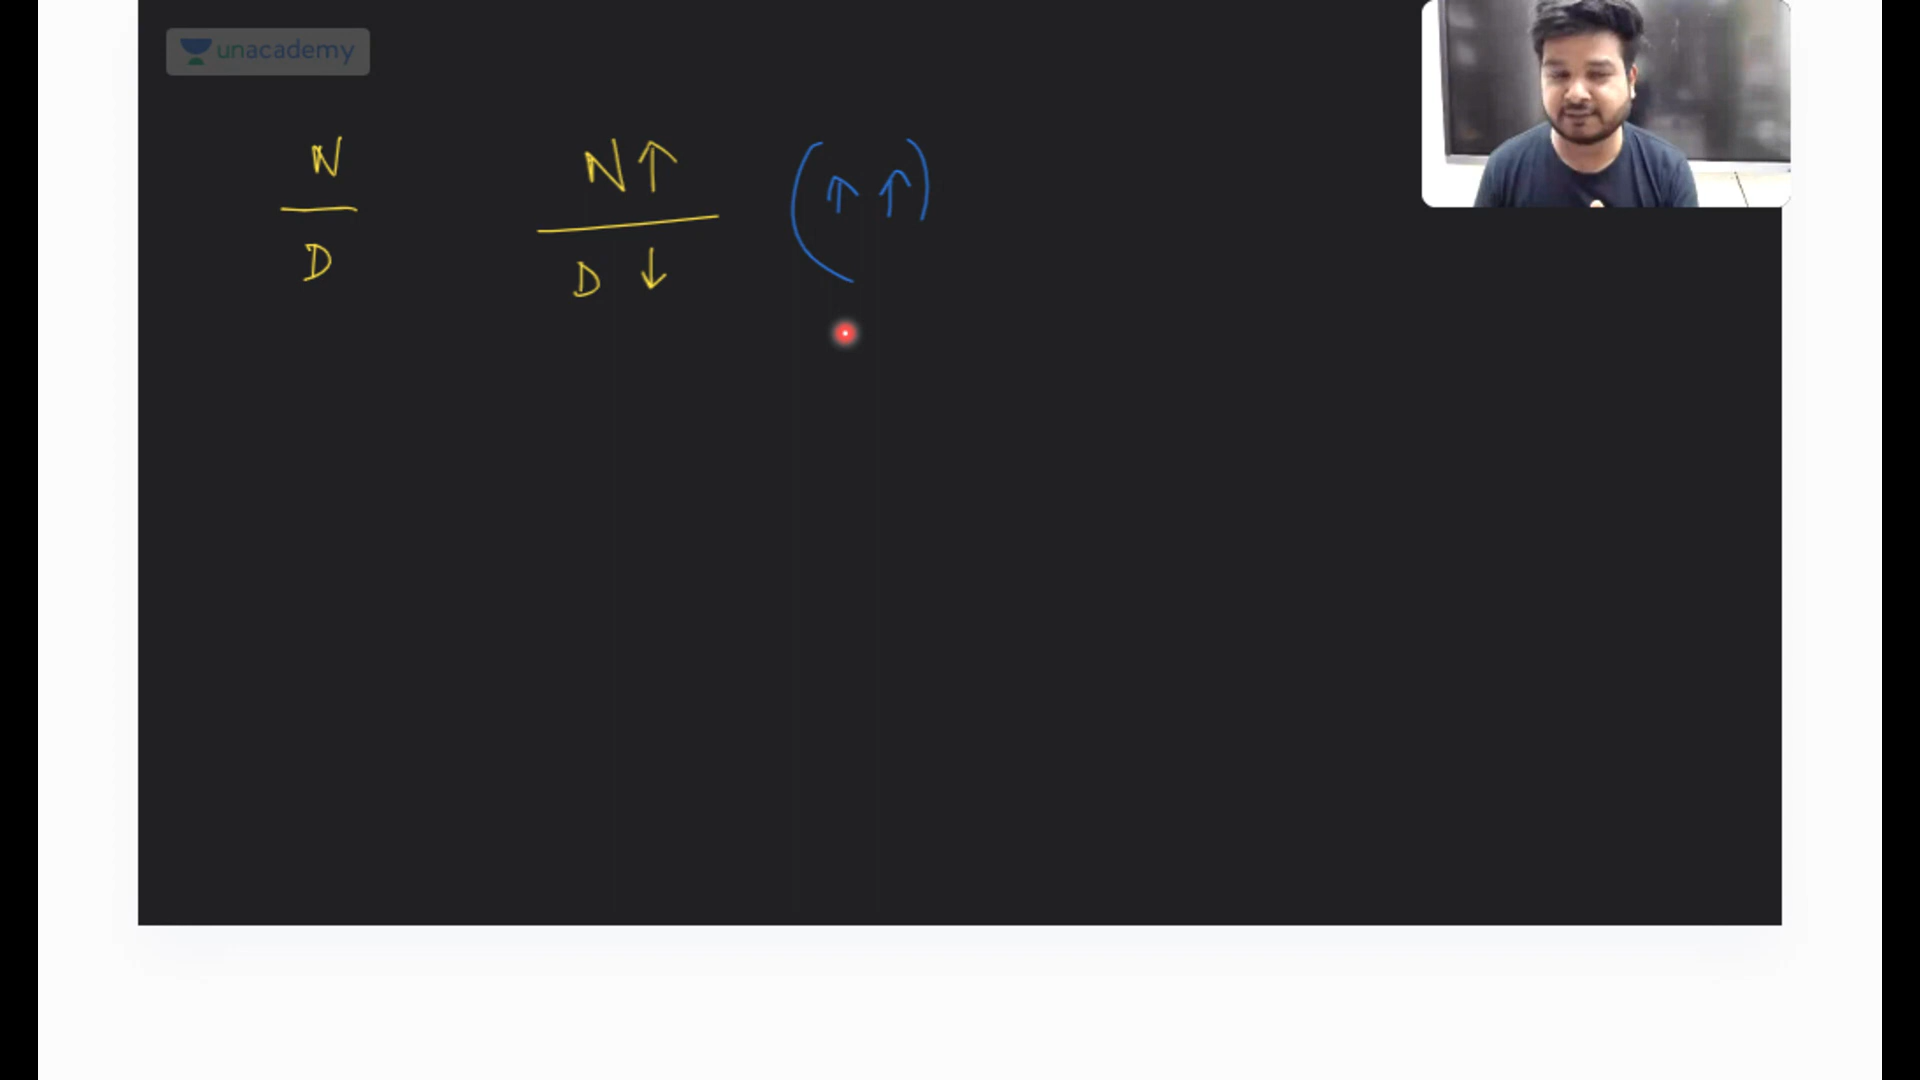 unacademy
N N↑ (↑ ↑)
D D ↓